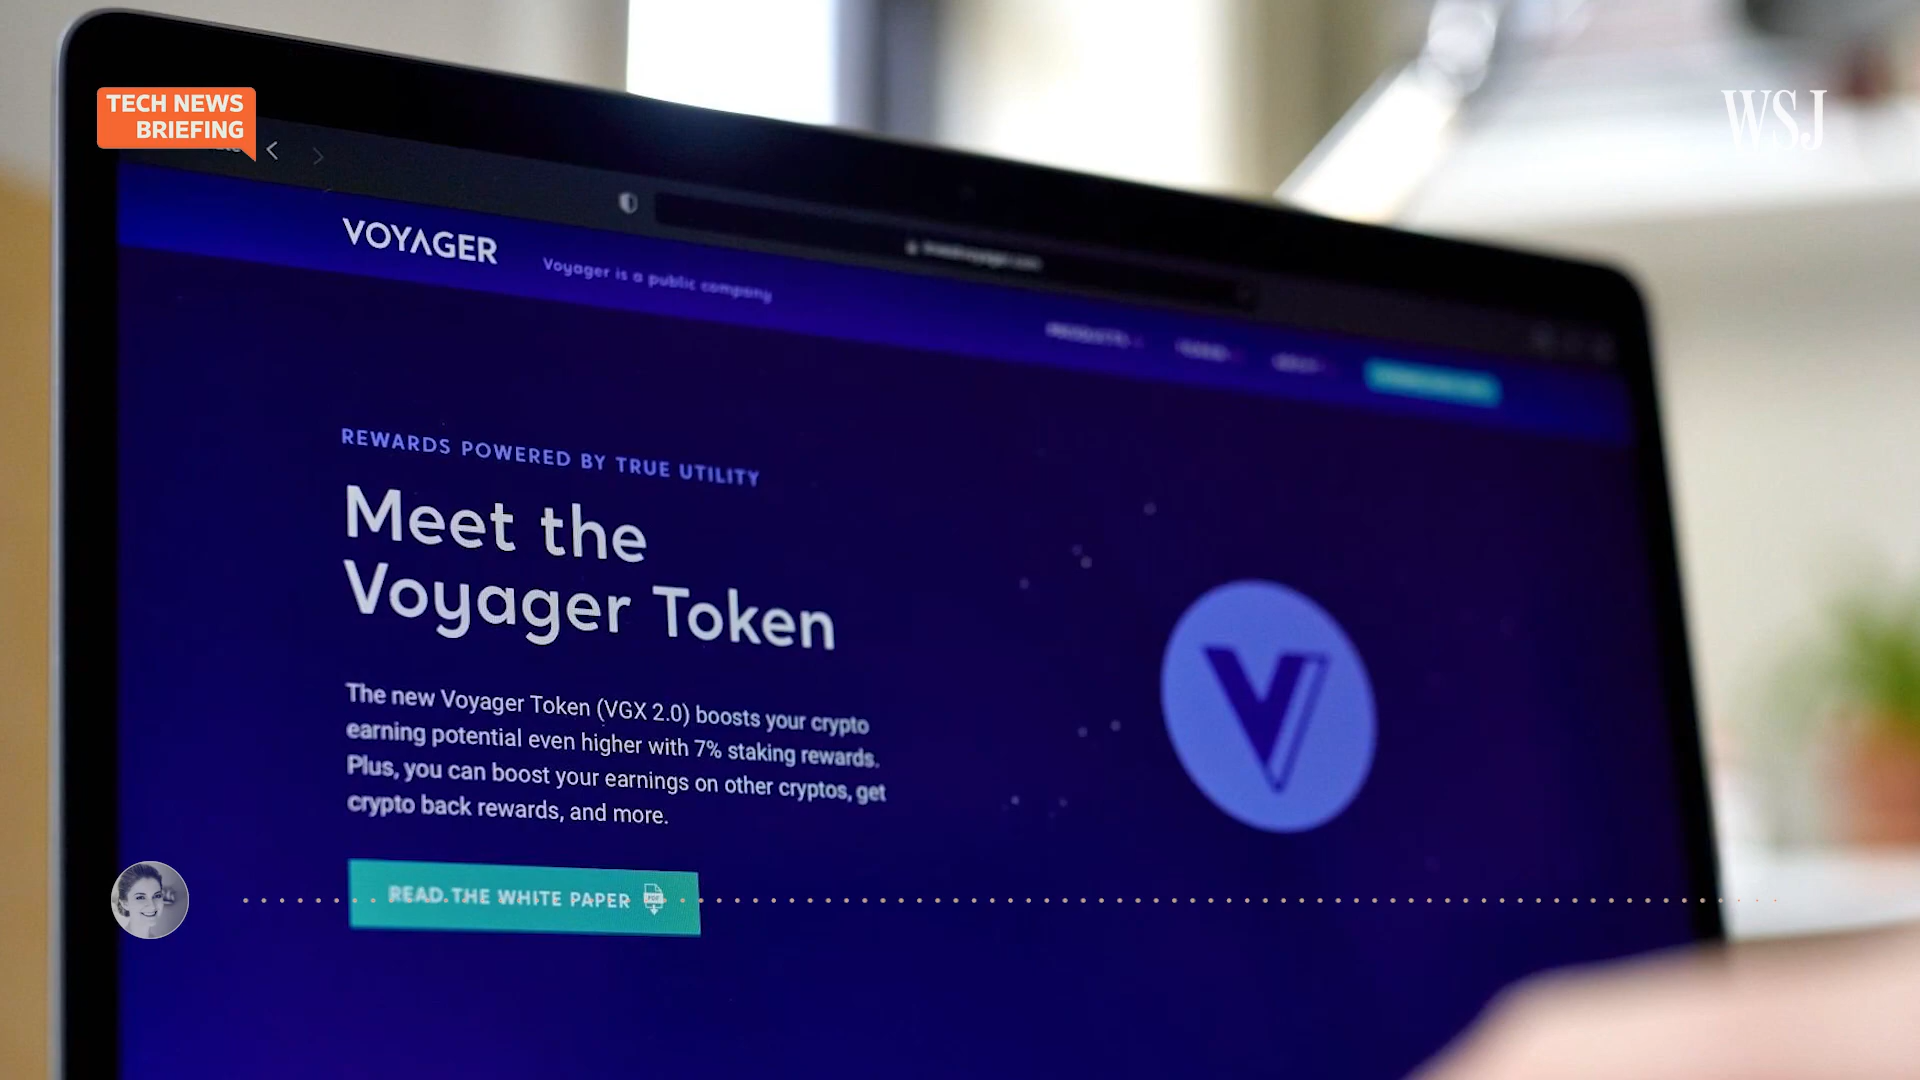 TECH NEWS
BRIEFING
WSJ
VOYAGER
Voyager is a public company
PRODUCTS
REWARDS POWERED BY TRUE UTILITY
Meet the
Voyager Token
The new Voyager Token (VGX 2.0) boosts your crypto
earning potential even higher with 7% staking rewards.
Plus, you can boost your earnings on other cryptos, get
crypto back rewards, and more.
READ THE WHITE PAPER
PDF